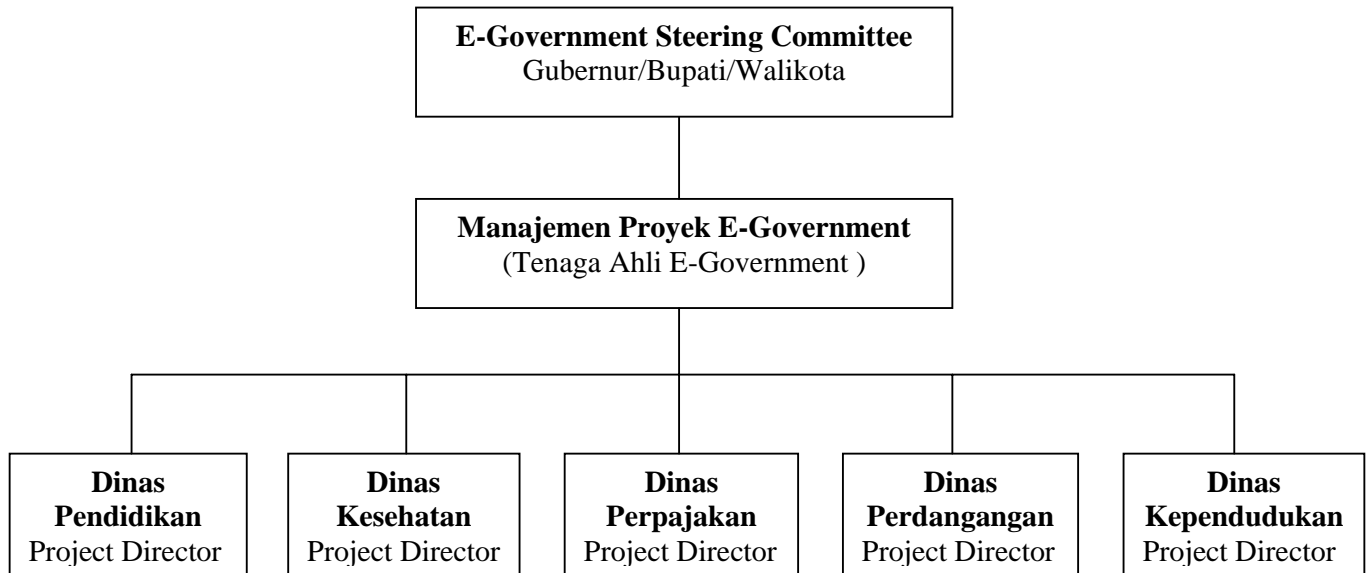 E-Government Steering Committee
Gubernur/Bupati/Walikota
Manajemen Proyek E-Government
(Tenaga Ahli E-Government )
Dinas
Pendidikan
Project Director
Dinas
Kesehatan
Project Director
Dinas
Perpajakan
Project Director
Dinas
Perdangangan
Project Director
Dinas
Kependudukan
Project Director